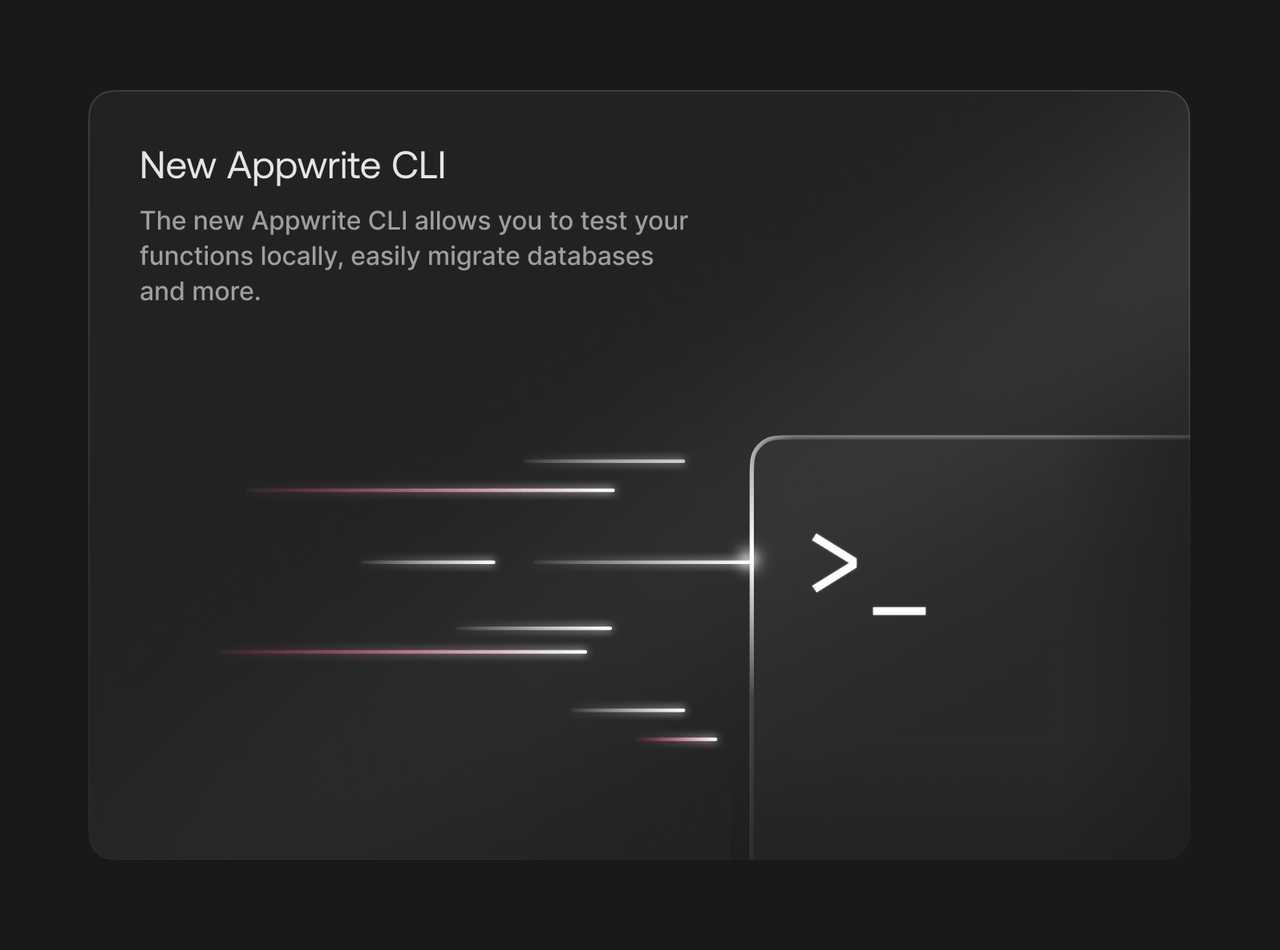 New Appwrite CLI
The new Appwrite CLI allows you to test your
functions locally, easily migrate databases
and more.
>_